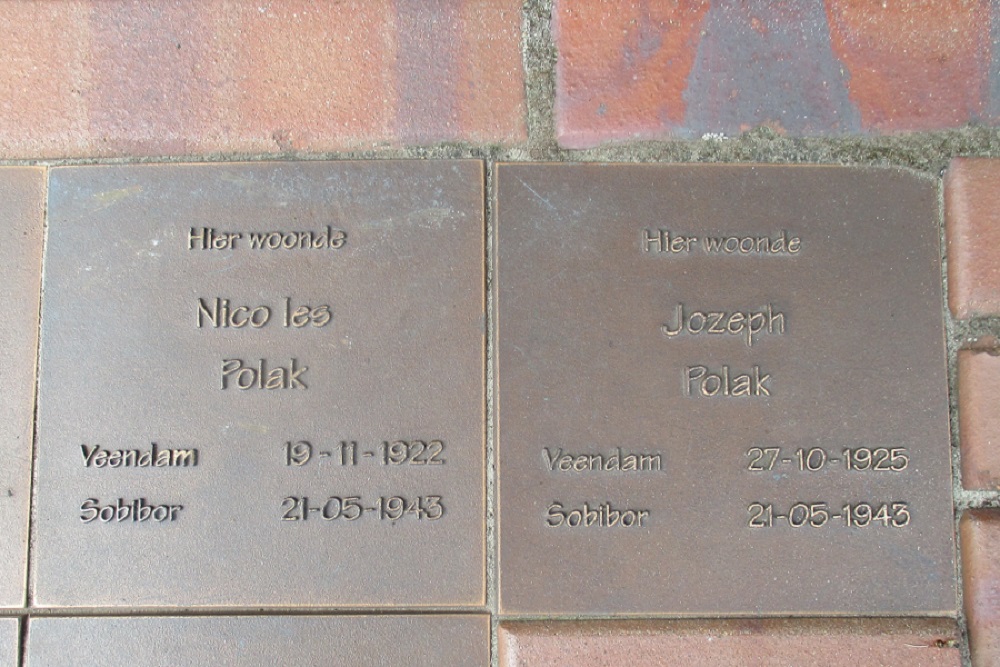 Hier woonde
Nico Ies
Polak
Veendam 19-11-1922
Sobibor 21-05-1943
Hier woonde
Jozeph
Polak
Veendam 27-10-1925
Sobibor 21-05-1943